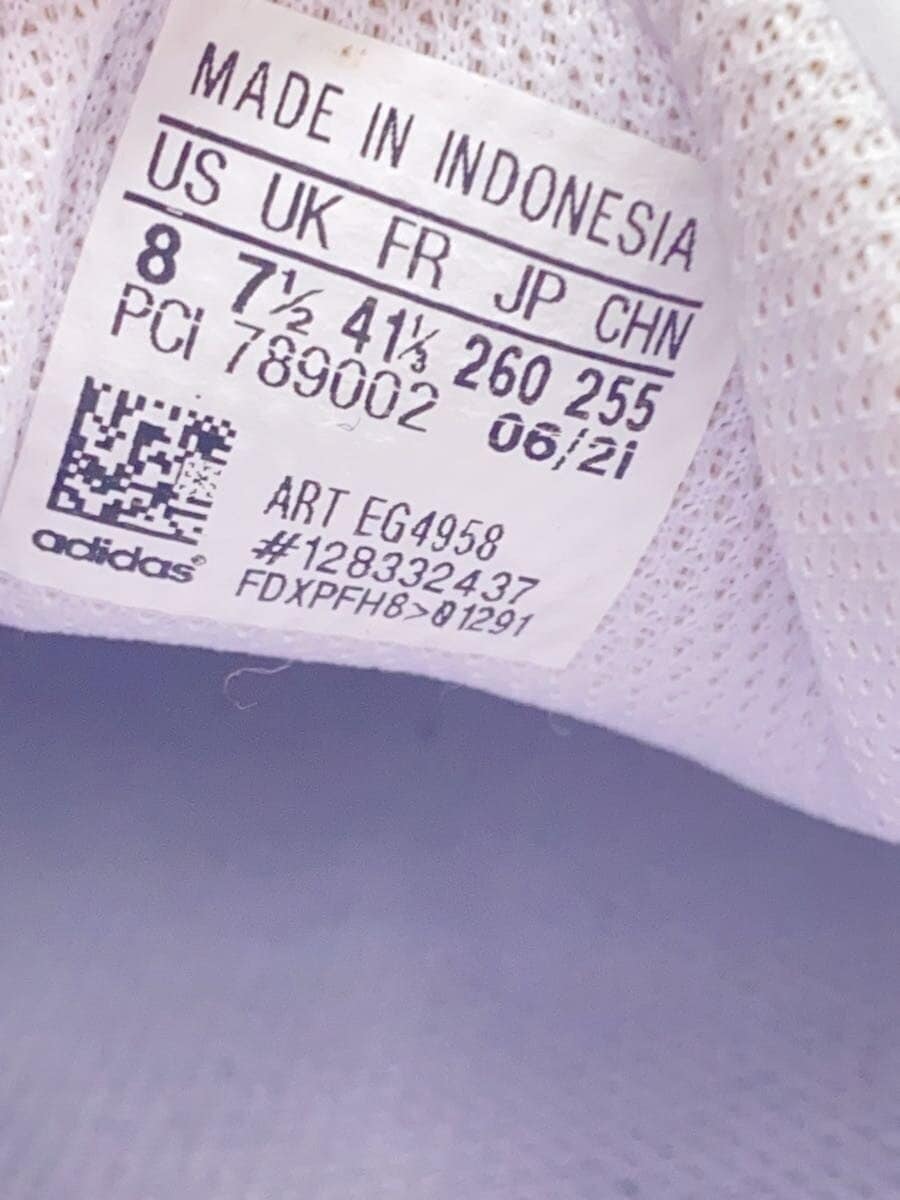 MADE IN INDONESIA
US UK FR JP CHN
8 7½ 41⅓ 260 255
PCI 789002 06/21
ART EG4958
#128332437
FDXPFH8>01291
adidas®